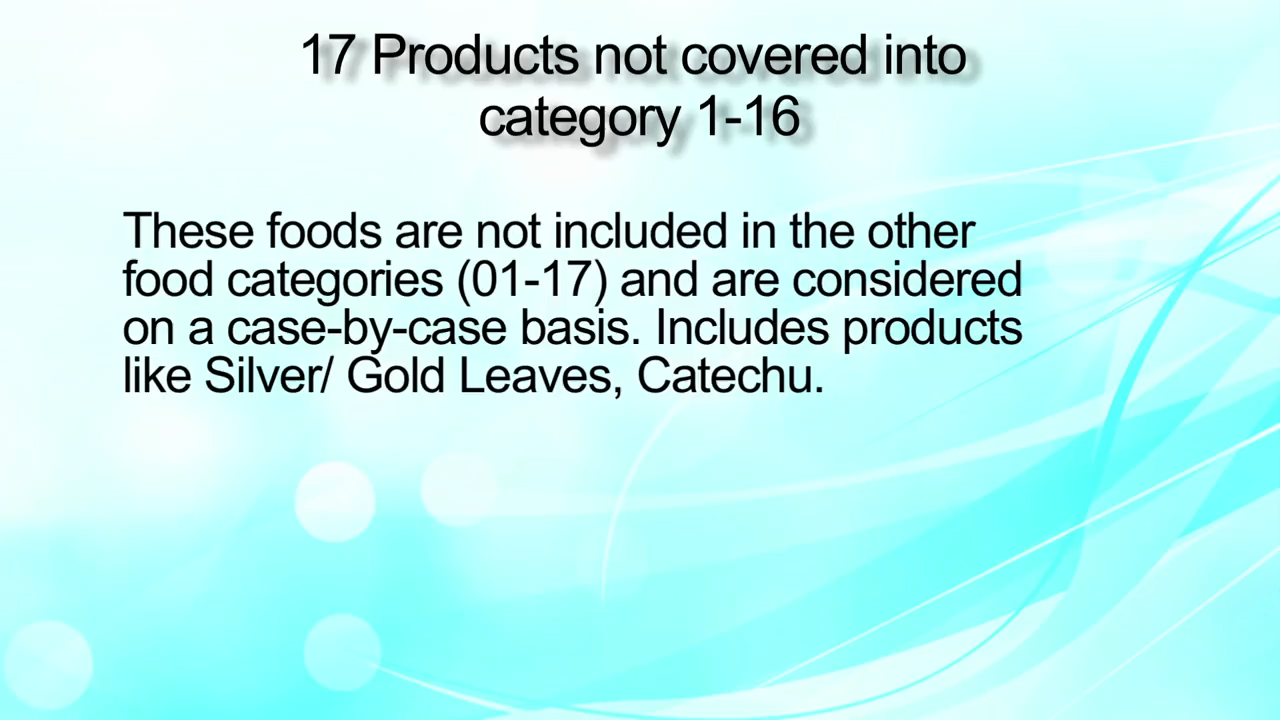 17 Products not covered into
category 1-16
These foods are not included in the other
food categories (01-17) and are considered
on a case-by-case basis. Includes products
like Silver/ Gold Leaves, Catechu.